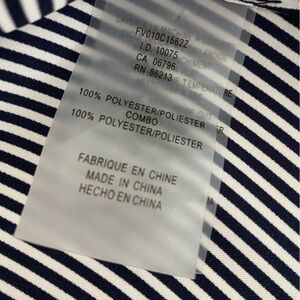 FV010C1562Z
I.D. 10075
CA 06796
RN 86213
100% POLYESTER/POLIESTER
COMBO
100% POLYESTER/POLIESTER
FABRIQUE EN CHINE
MADE IN CHINA
HECHO EN CHINA